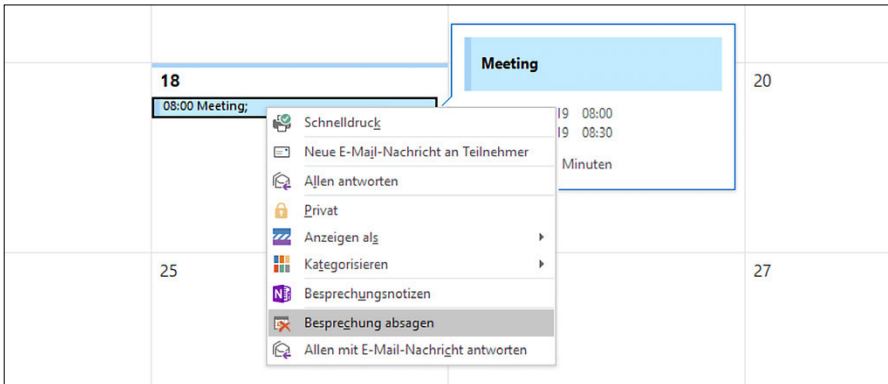 Meeting
18
20
08:00 Meeting;
19 08:00
19 08:30
Minuten
Schnelldruck
Neue E-Mail-Nachricht an Teilnehmer
Allen antworten
Privat
Anzeigen als
Kategorisieren
Besprechungsnotizen
Besprechung absagen
Allen mit E-Mail-Nachricht antworten
25
27